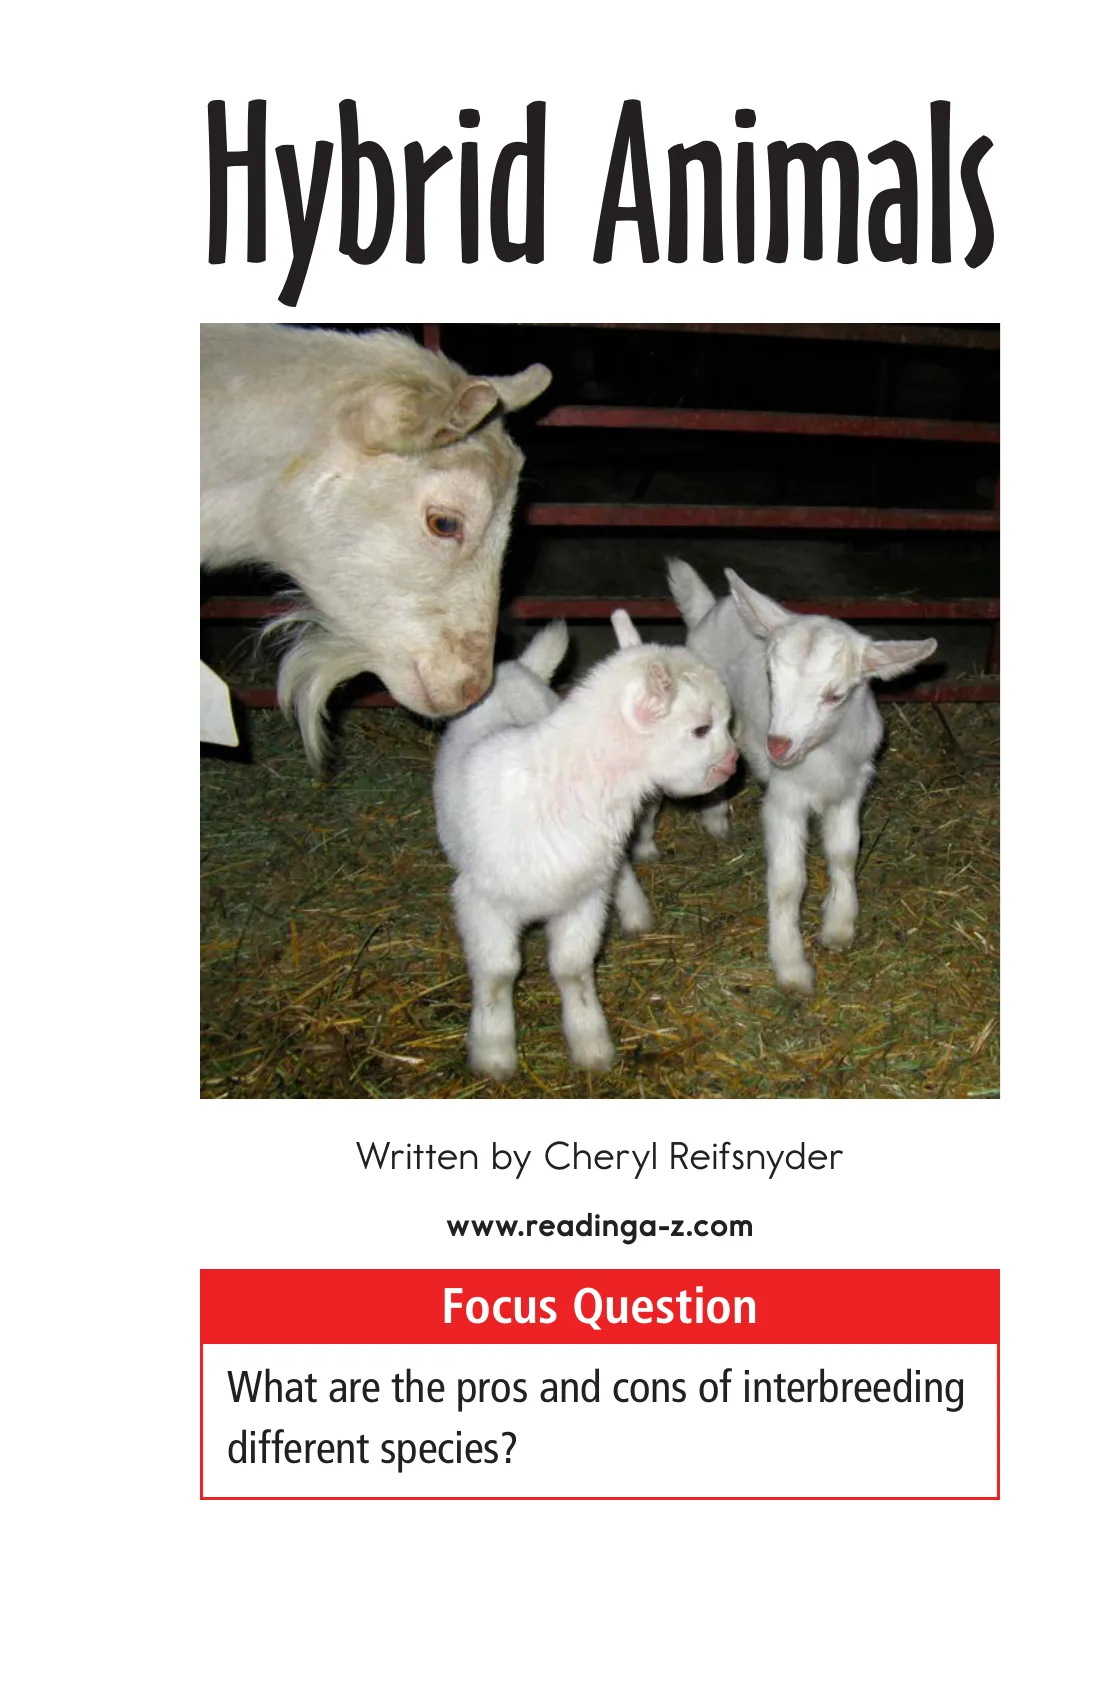 Hybrid Animals
Written by Cheryl Reifsnyder
www.readinga-z.com
Focus Question
What are the pros and cons of interbreeding
different species?